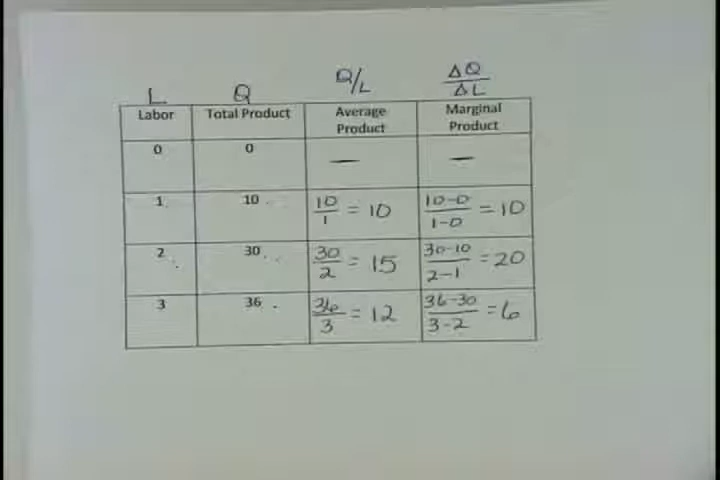 L Q Q/L ΔQ/ΔL
Labor Total Product Average Product Marginal Product
0 0 — —
1 10 10/1 = 10 10-0/1-0 = 10
2 30 30/2 = 15 30-10/2-1 = 20
3 36 36/3 = 12 36-30/3-2 = 6